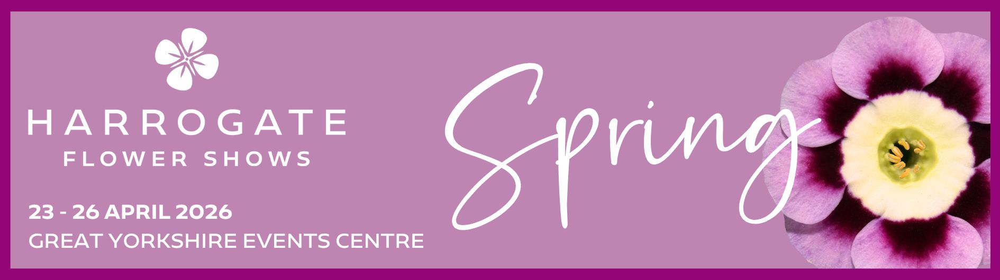 HARROGATE
FLOWER SHOWS
23 - 26 APRIL 2026
GREAT YORKSHIRE EVENTS CENTRE
Spring